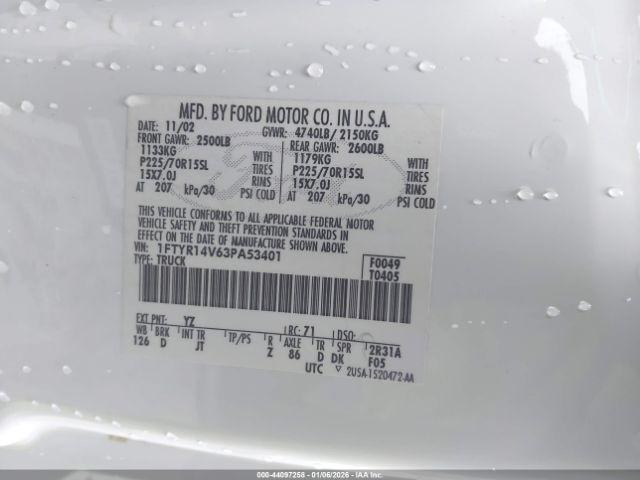 MFD. BY FORD MOTOR CO. IN U.S.A.
DATE: 11/02 GVWR: 4740LB/ 2150KG
FRONT GAWR: 2500LB REAR GAWR: 2600LB
1133KG WITH 1179KG WITH
P225/70R15SL TIRES P225/70R15SL TIRES
15X7.0J RIMS 15X7.0J RIMS
AT 207 kPa/30 PSI COLD AT 207 kPa/30 PSI COLD
THIS VEHICLE CONFORMS TO ALL APPLICABLE FEDERAL MOTOR
VEHICLE SAFETY AND THEFT PREVENTION STANDARDS IN EFFECT
ON THE DATE OF MANUFACTURE SHOWN ABOVE.
VIN: 1FTYR14V63PA53401 F0049
TYPE: TRUCK T0405
EXT PNT: YZ RC: 71 DSO:
WB BRK INT TR TP/PS R AXLE TR SPR 2R31A
126 D JT Z 86 D DK F05
UTC ▽ 2USA-1520472-AA
000-44097258 - 01/06/2026 - IAAI.COM